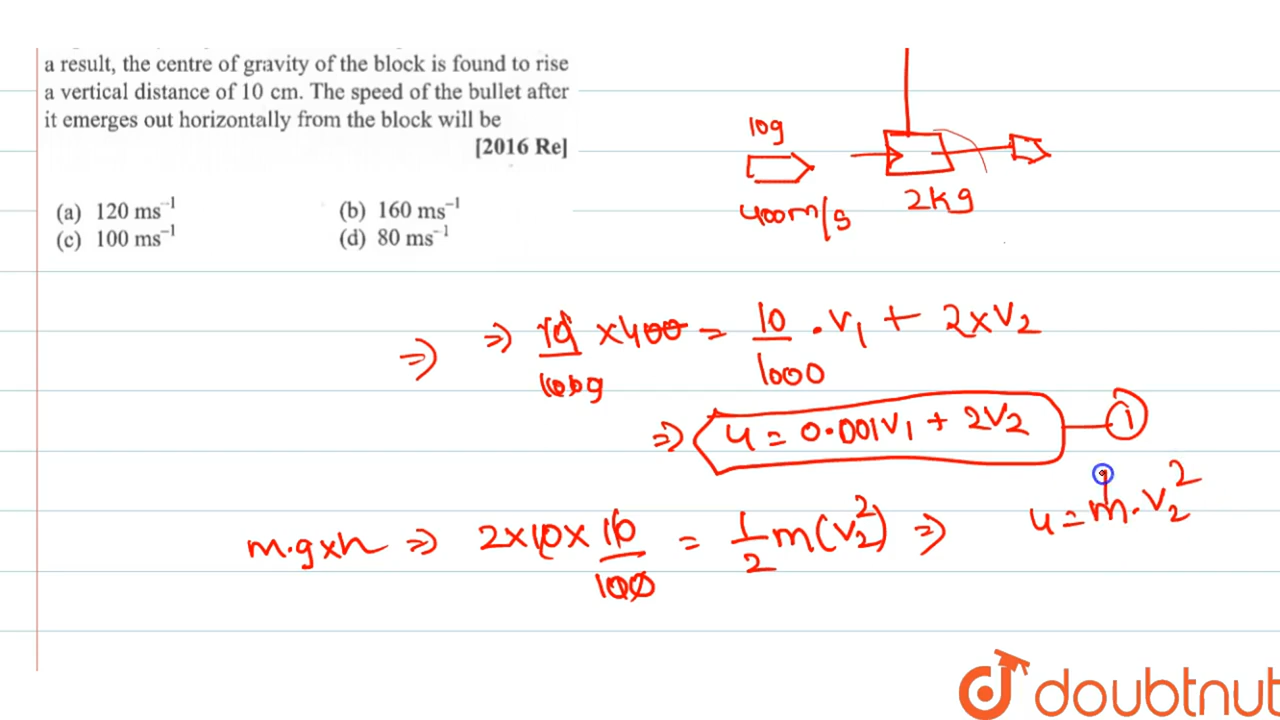 a result, the centre of gravity of the block is found to rise
a vertical distance of 10 cm. The speed of the bullet after
it emerges out horizontally from the block will be
[2016 Re]
(a) 120 ms⁻¹ (b) 160 ms⁻¹
(c) 100 ms⁻¹ (d) 80 ms⁻¹
10g
400m/s
2kg
⇒ ⇒ 10/1000 × 400 = 10/1000 · V₁ + 2×V₂
⇒ 4 = 0.001V₁ + 2V₂ — ①
m·g×h ⇒ 2×10×10/100 = 1/2 m(V₂²) ⇒ 4 = m·V₂²
doubtnut